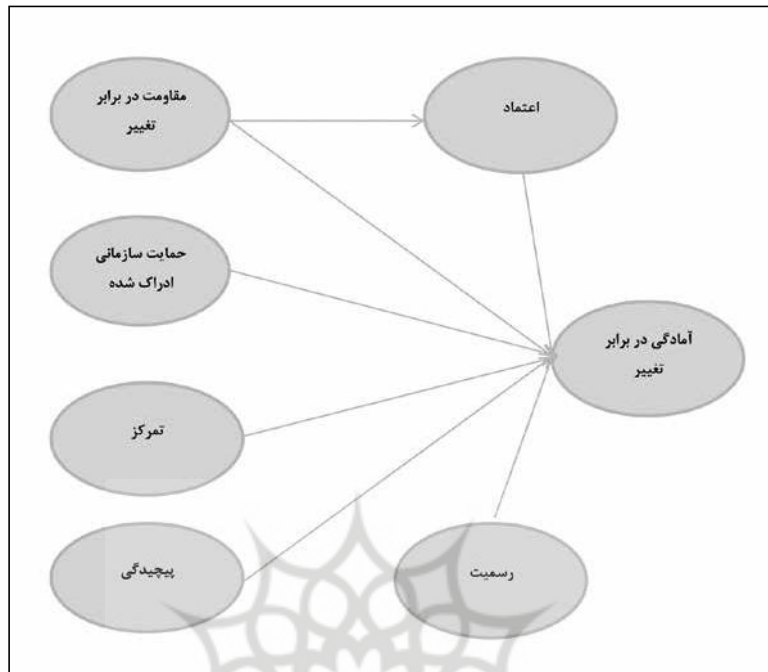 مقاومت در برابر
تغییر
اعتماد
حمایت سازمانی
ادراک شده
آمادگی در برابر
تغییر
تمرکز
پیچیدگی
رسمیت